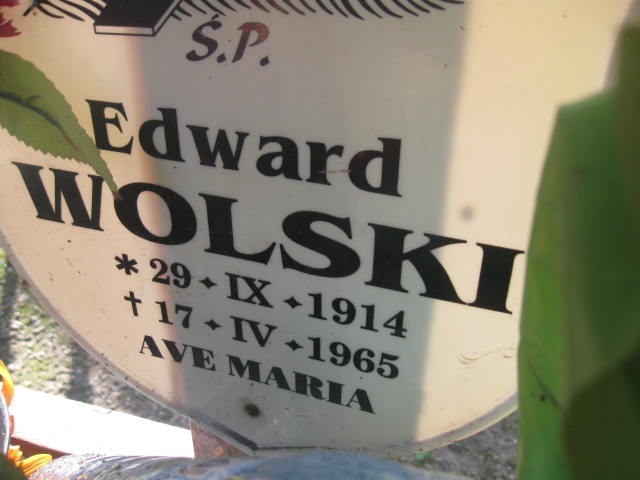 Ś.P.
Edward
WOLSKI
* 29 ✦ IX ✦ 1914
† 17 ✦ IV ✦ 1965
AVE MARIA